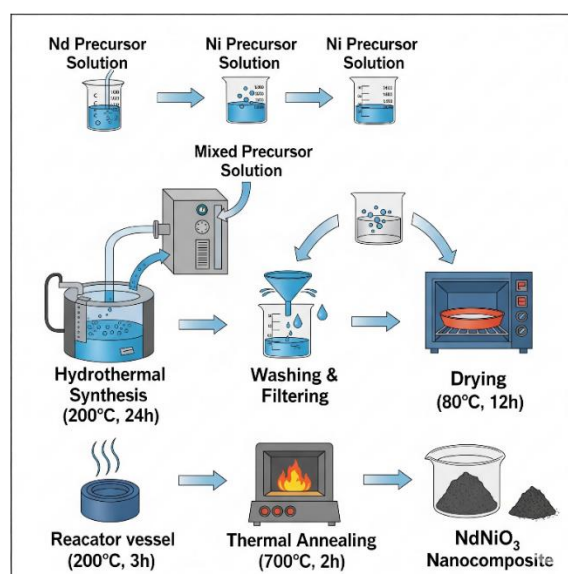 Nd Precursor
Solution
Ni Precursor
Solution
Ni Precursor
Solution
Mixed Precursor
Solution
Hydrothermal
Synthesis
(200°C, 24h)
Washing &
Filtering
Drying
(80°C, 12h)
Reacator vessel
(200°C, 3h)
Thermal Annealing
(700°C, 2h)
NdNiO₃
Nanocomposite